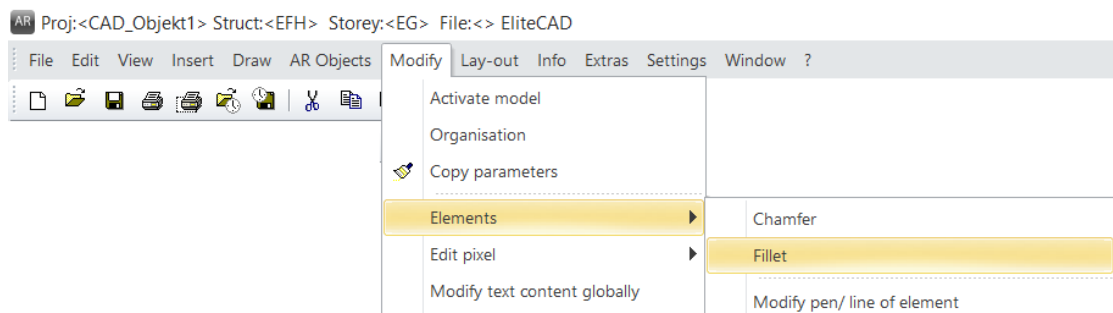 AR Proj:<CAD_Objekt1> Struct:<EFH> Storey:<EG> File:<> EliteCAD
File Edit View Insert Draw AR Objects Modify Lay-out Info Extras Settings Window ?
Activate model
Organisation
Copy parameters
Elements
Chamfer
Edit pixel
Fillet
Modify text content globally
Modify pen/ line of element